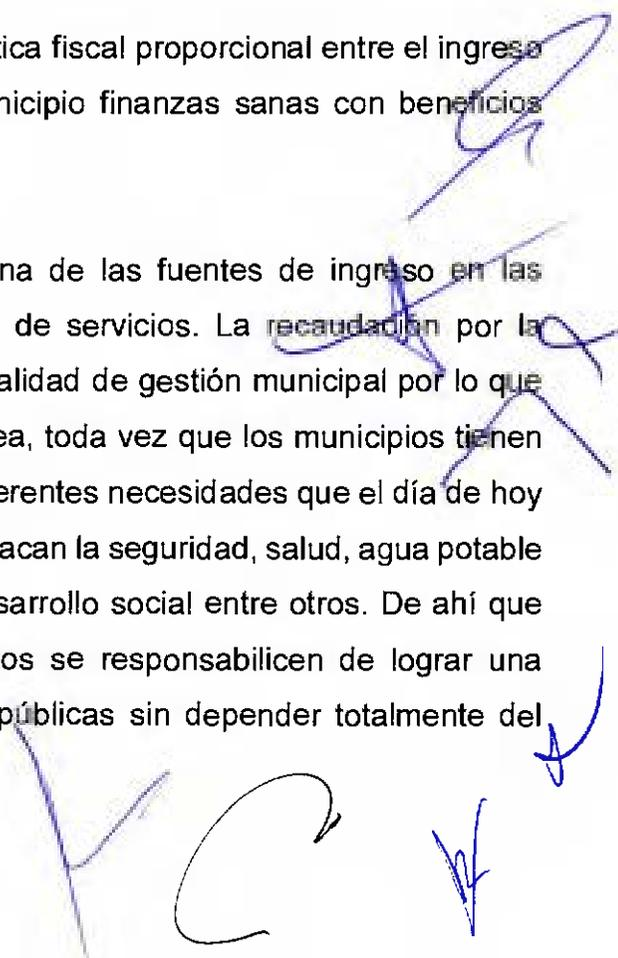 tica fiscal proporcional entre el ingreso
nicipio finanzas sanas con beneficios
na de las fuentes de ingreso en las
de servicios. La recaudación por la
alidad de gestión municipal por lo que
ea, toda vez que los municipios tienen
erentes necesidades que el día de hoy
acan la seguridad, salud, agua potable
sarrollo social entre otros. De ahí que
os se responsabilicen de lograr una
públicas sin depender totalmente del